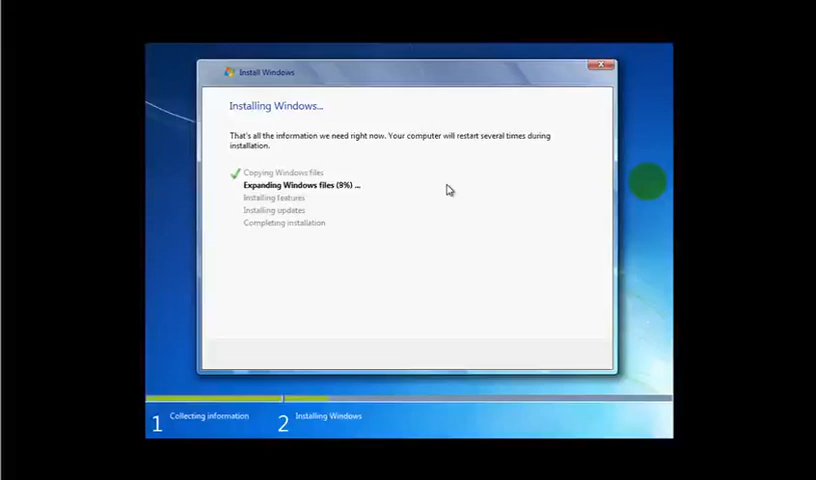 Install Windows
Installing Windows...
That's all the information we need right now. Your computer will restart several times during
installation.
Copying Windows files
Expanding Windows files (9%) ...
Installing features
Installing updates
Completing installation
1 Collecting information
2 Installing Windows